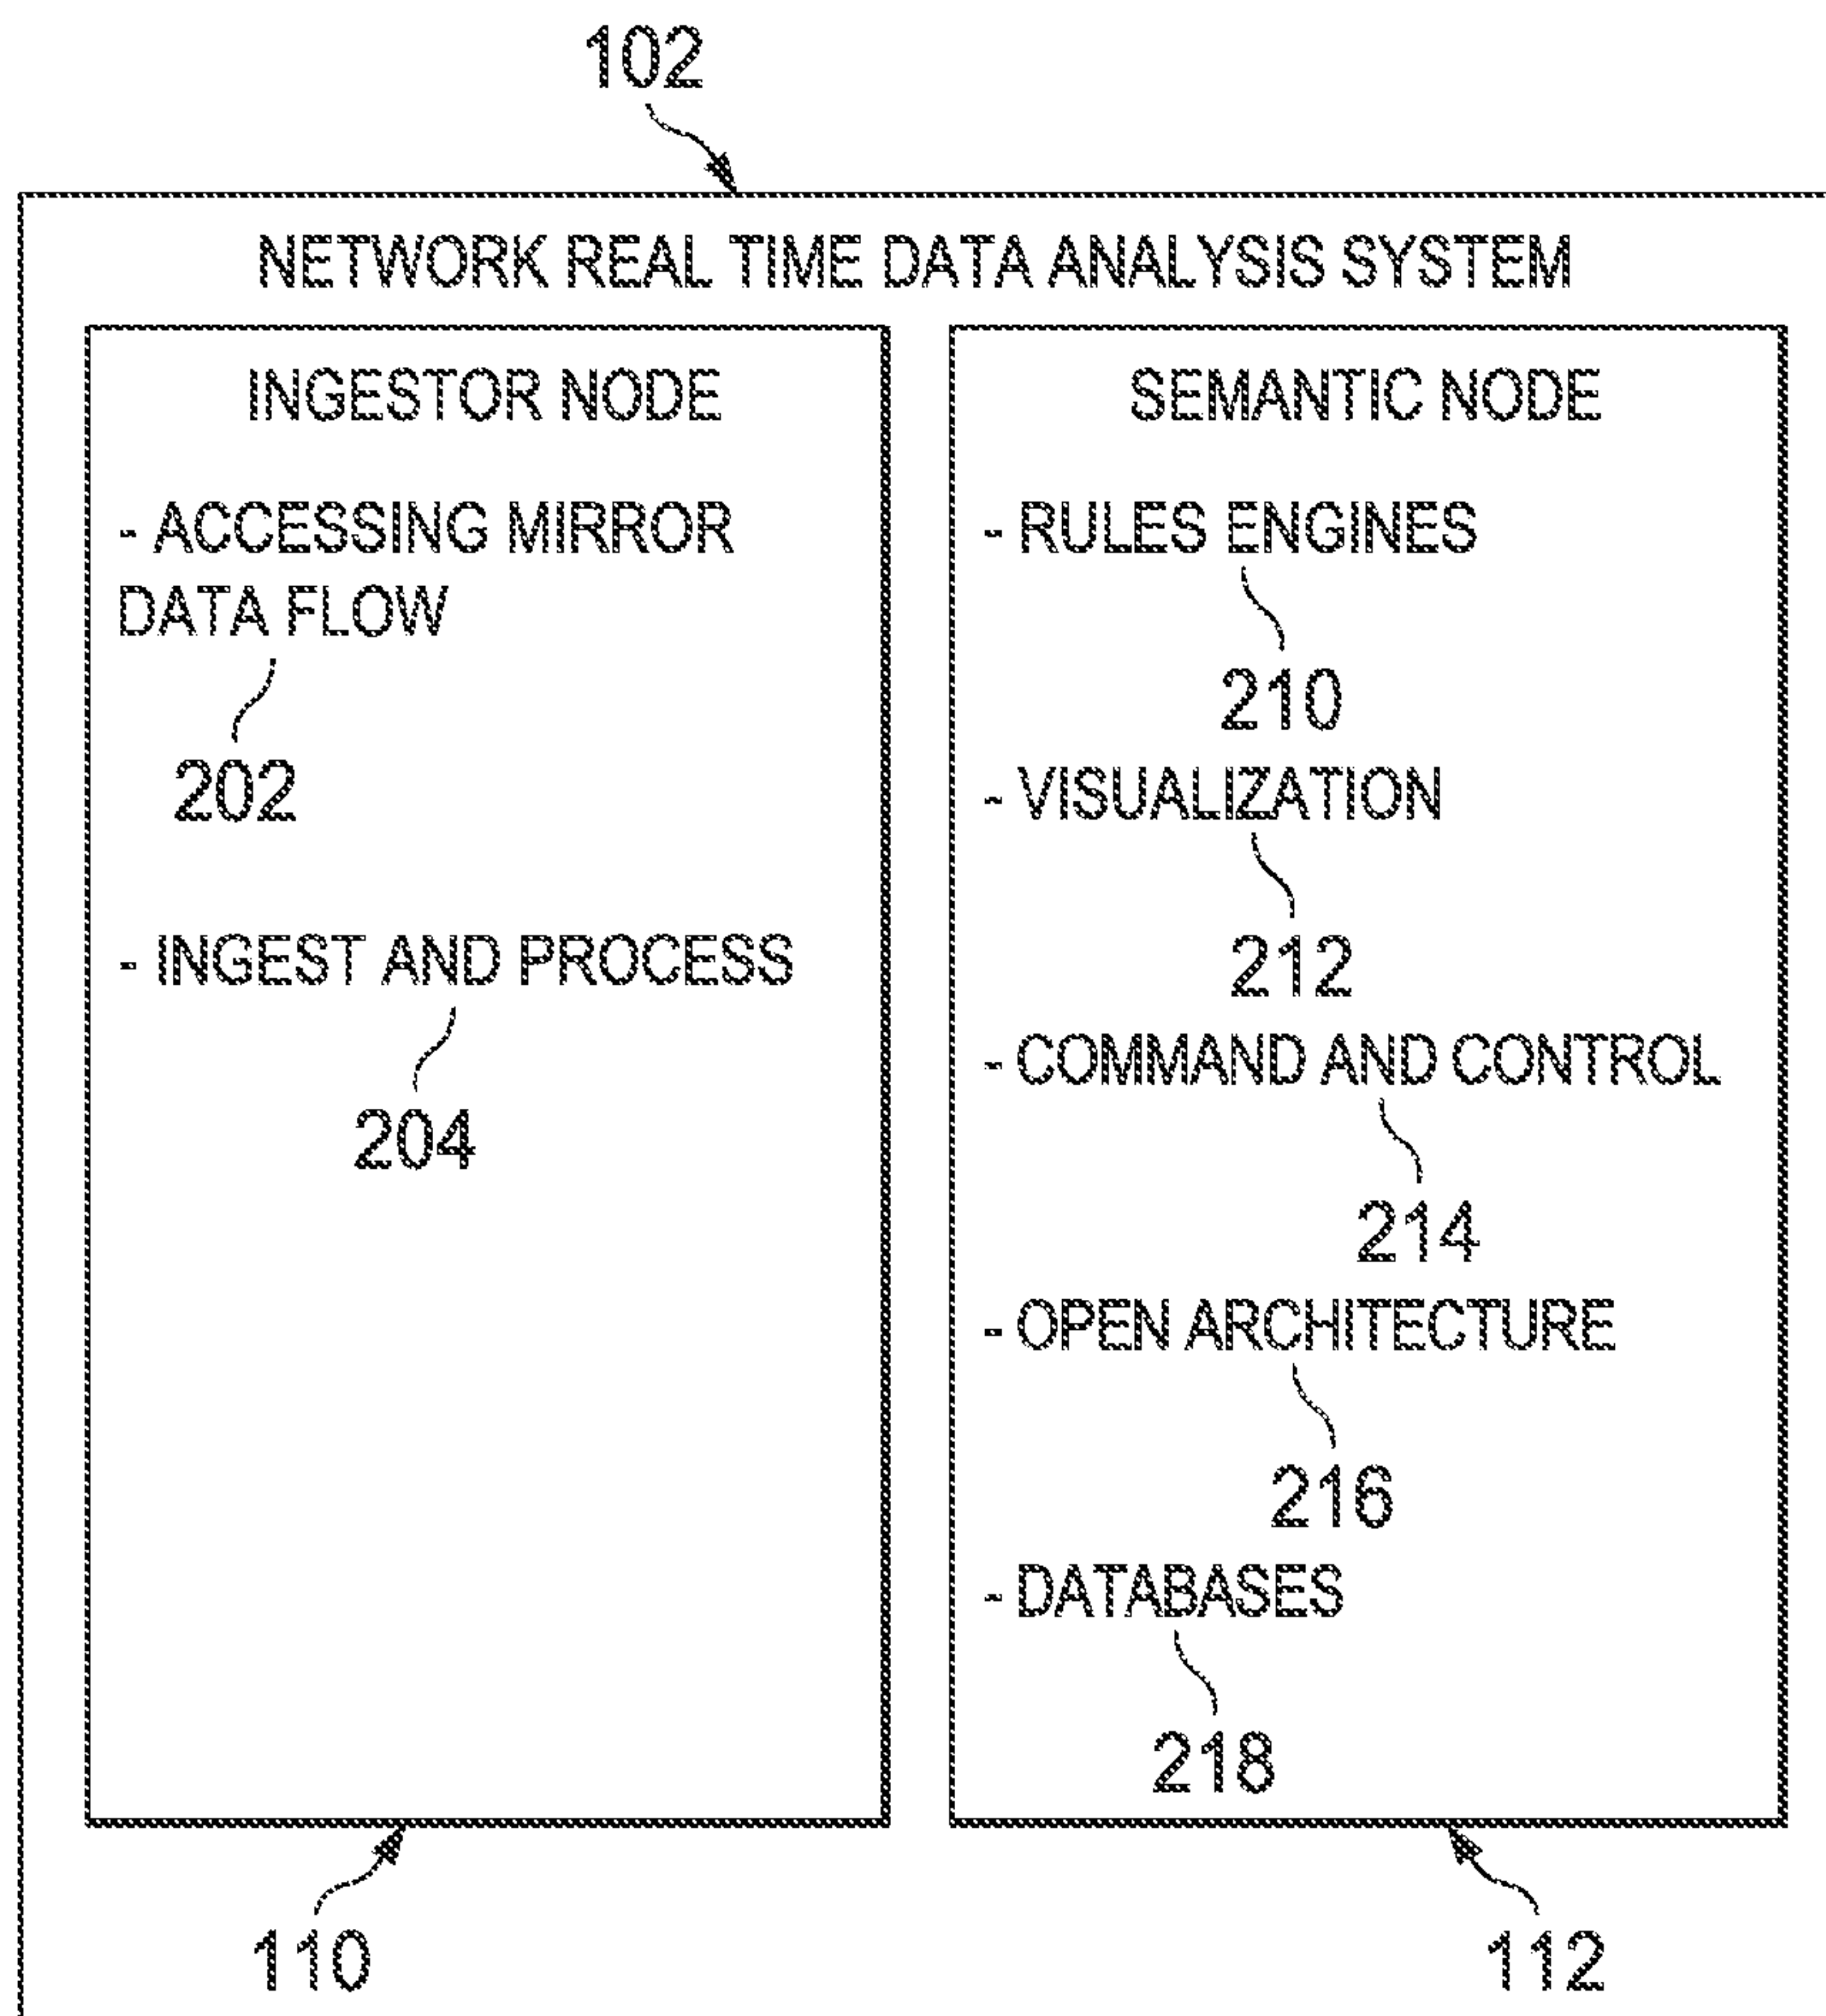 102
NETWORK REAL TIME DATA ANALYSIS SYSTEM
INGESTOR NODE
- ACCESSING MIRROR
DATA FLOW
202
- INGEST AND PROCESS
204
110
SEMANTIC NODE
- RULES ENGINES
210
- VISUALIZATION
212
- COMMAND AND CONTROL
214
- OPEN ARCHITECTURE
216
- DATABASES
218
112